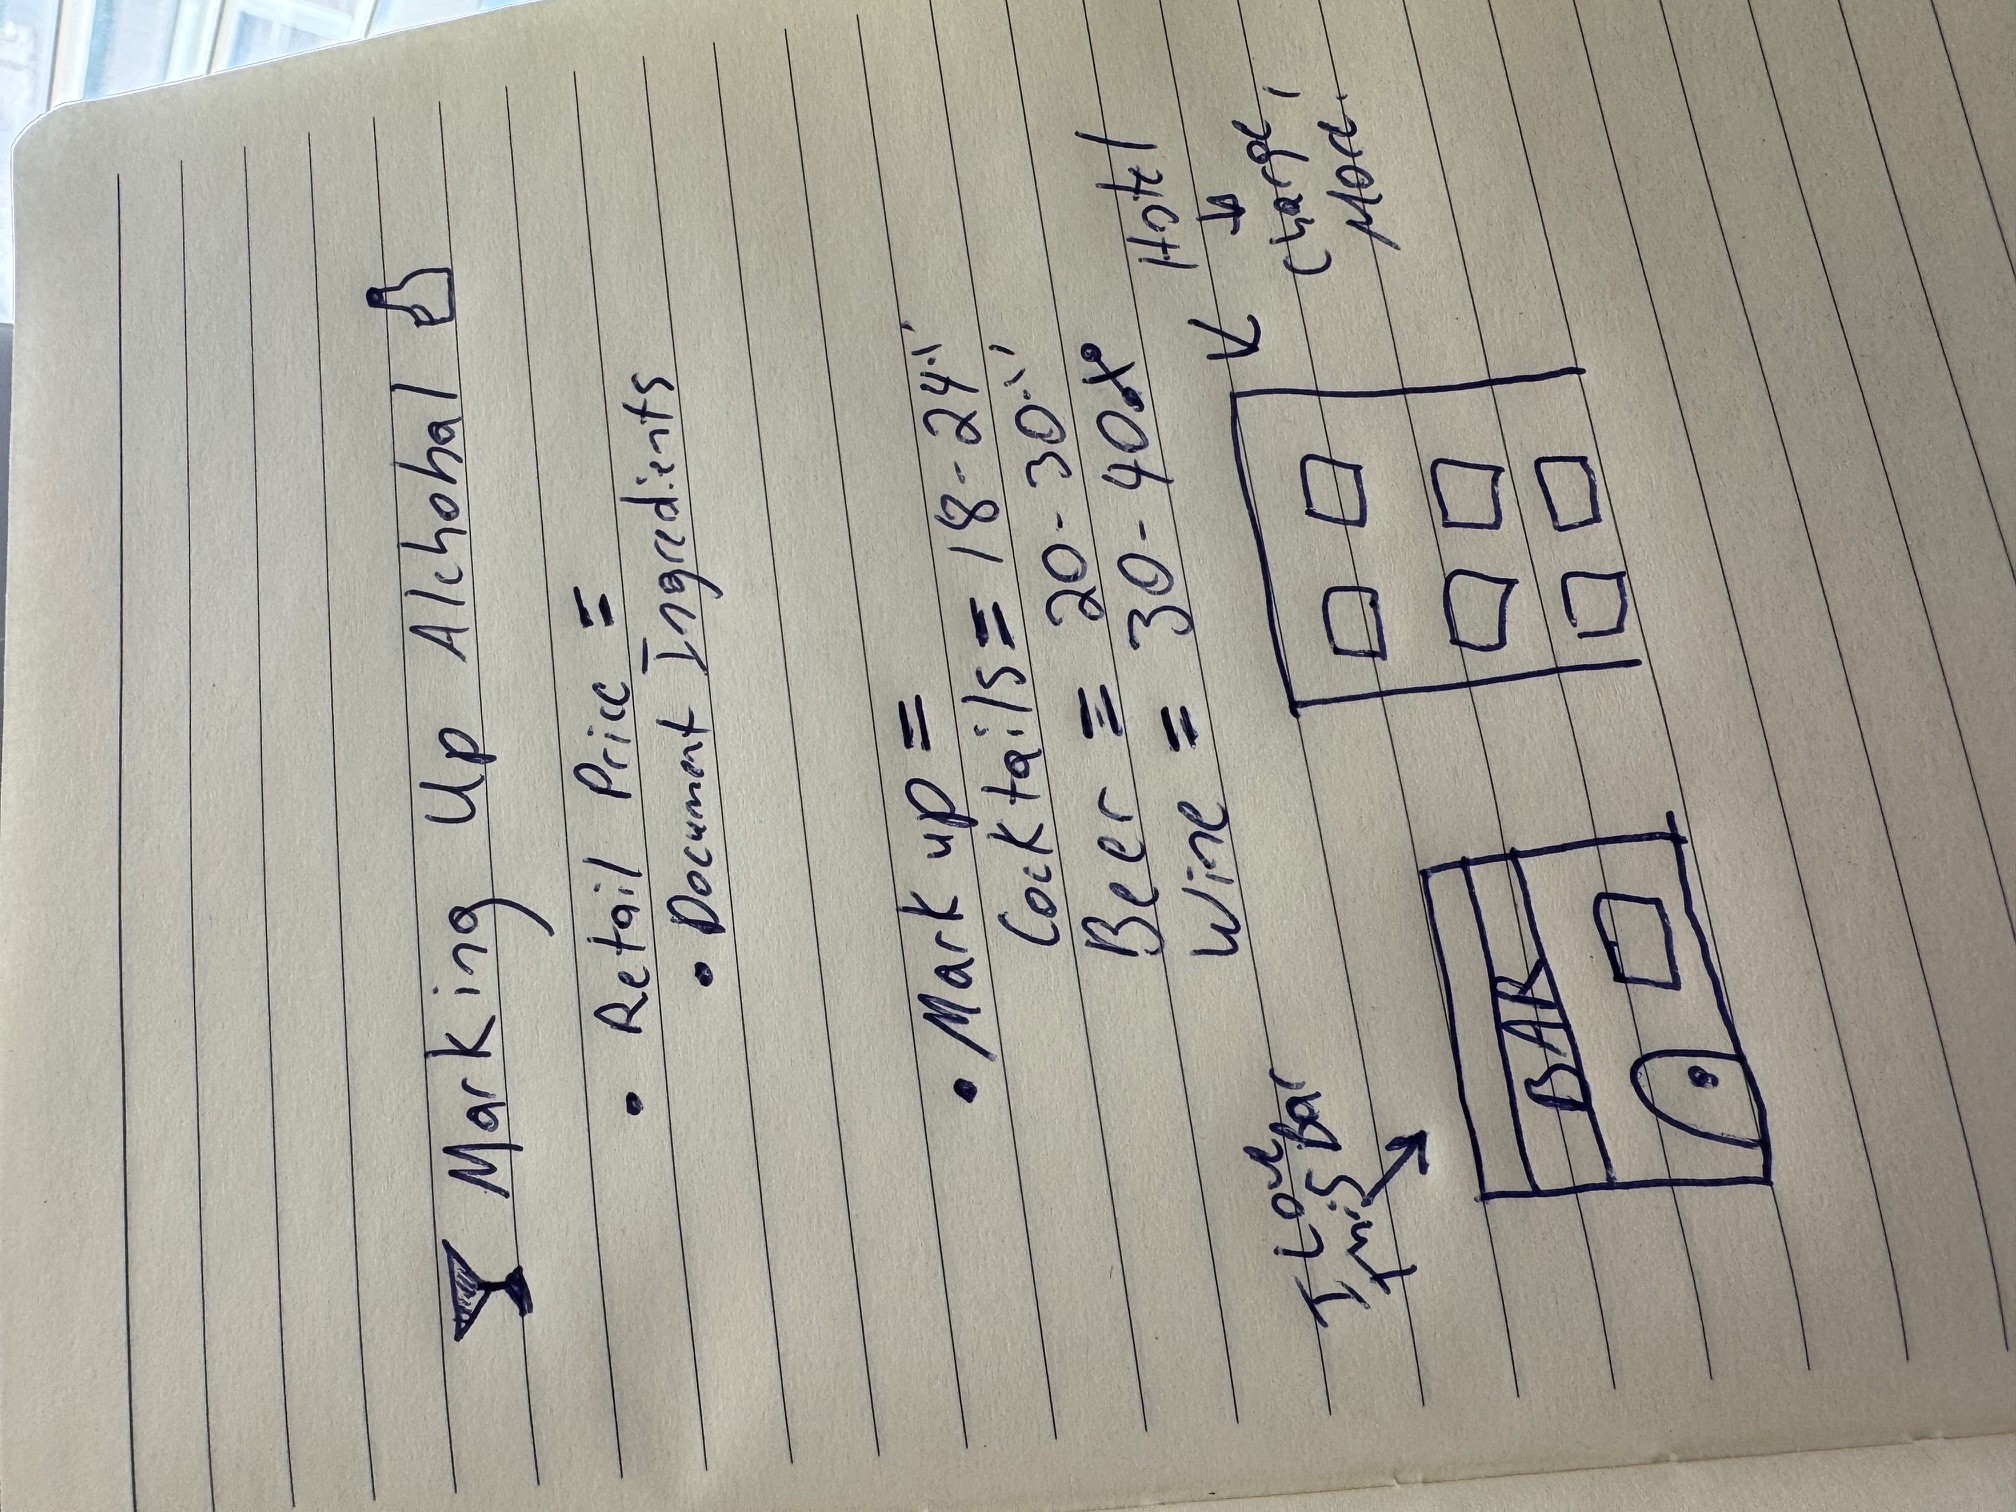 Marking Up Alchohal
• Retail Price =
• Document Ingredients
• Mark up =
Cocktails = 18-24%
Beer = 20-30%
Wine = 30-40%
Hotel
Charge
More!
I Love
This Bar
BAR